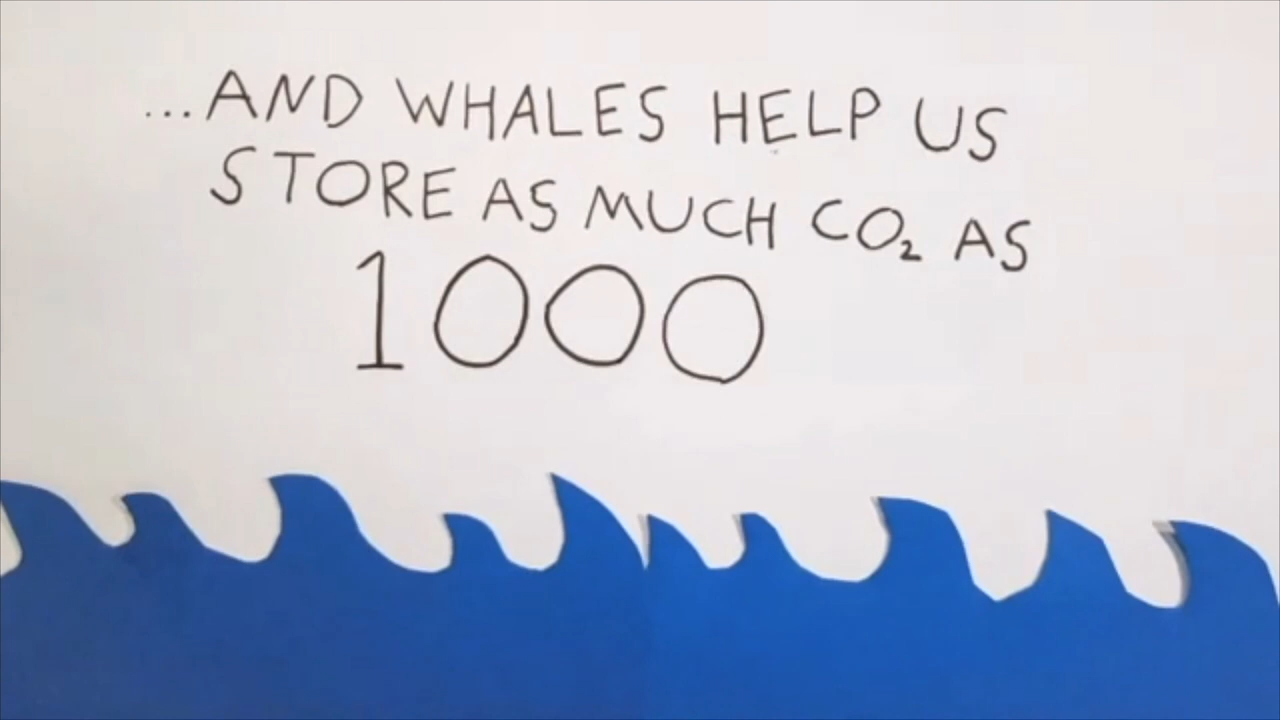 ...AND WHALES HELP US
STORE AS MUCH CO₂ AS
1000